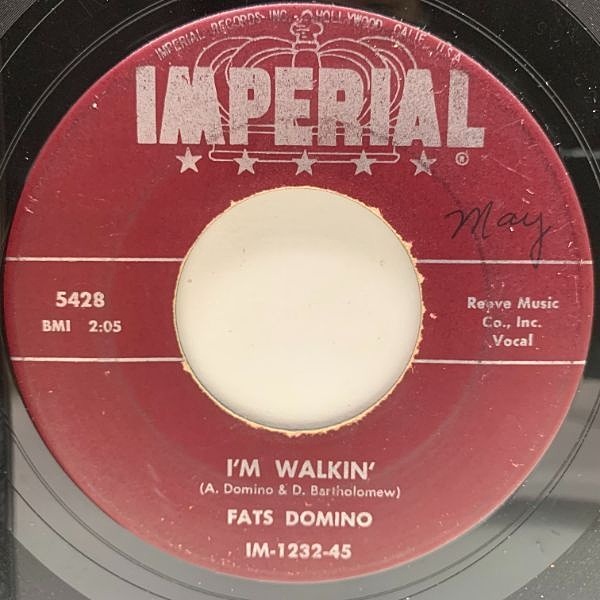 IMPERIAL RECORDS INC. HOLLYWOOD, CALIF. U.S.A.
IMPERIAL
®
May
5428
BMI 2:05
Reeve Music
Co., Inc.
Vocal
I'M WALKIN'
(A. Domino & D. Bartholomew)
FATS DOMINO
IM-1232-45